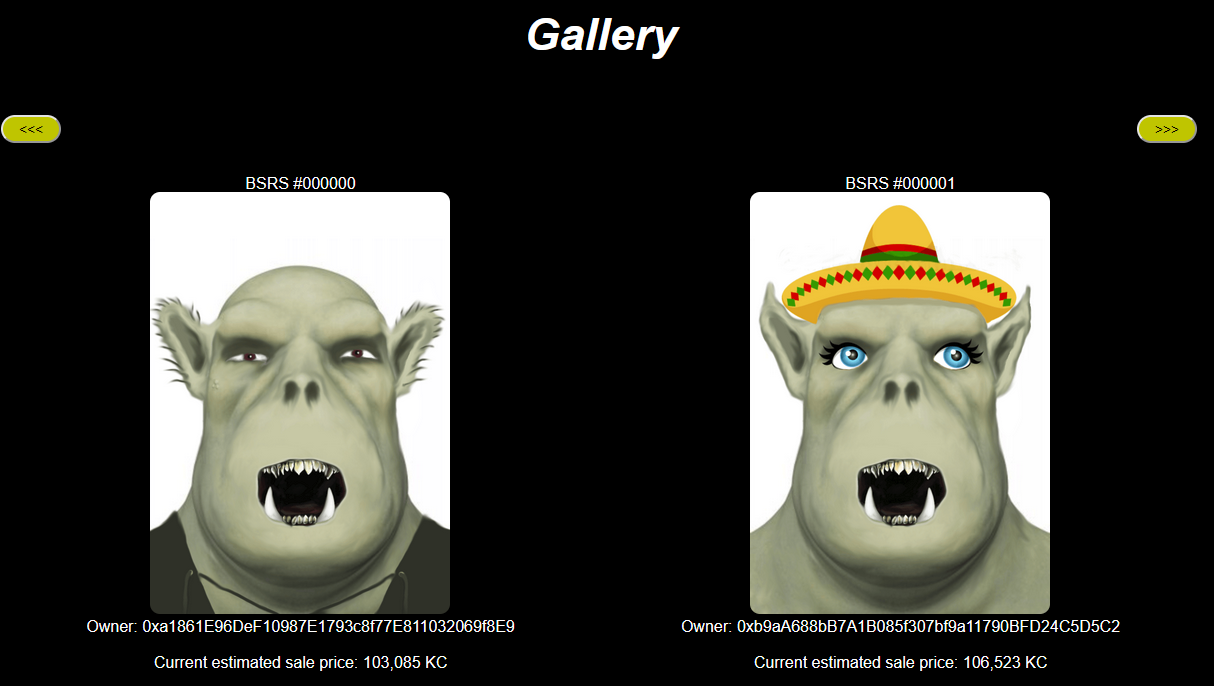 Gallery
<<<
>>>
BSRS #000000
BSRS #000001
Owner: 0xa1861E96DeF10987E1793c8f77E811032069f8E9
Owner: 0xb9aA688bB7A1B085f307bf9a11790BFD24C5D5C2
Current estimated sale price: 103,085 KC
Current estimated sale price: 106,523 KC